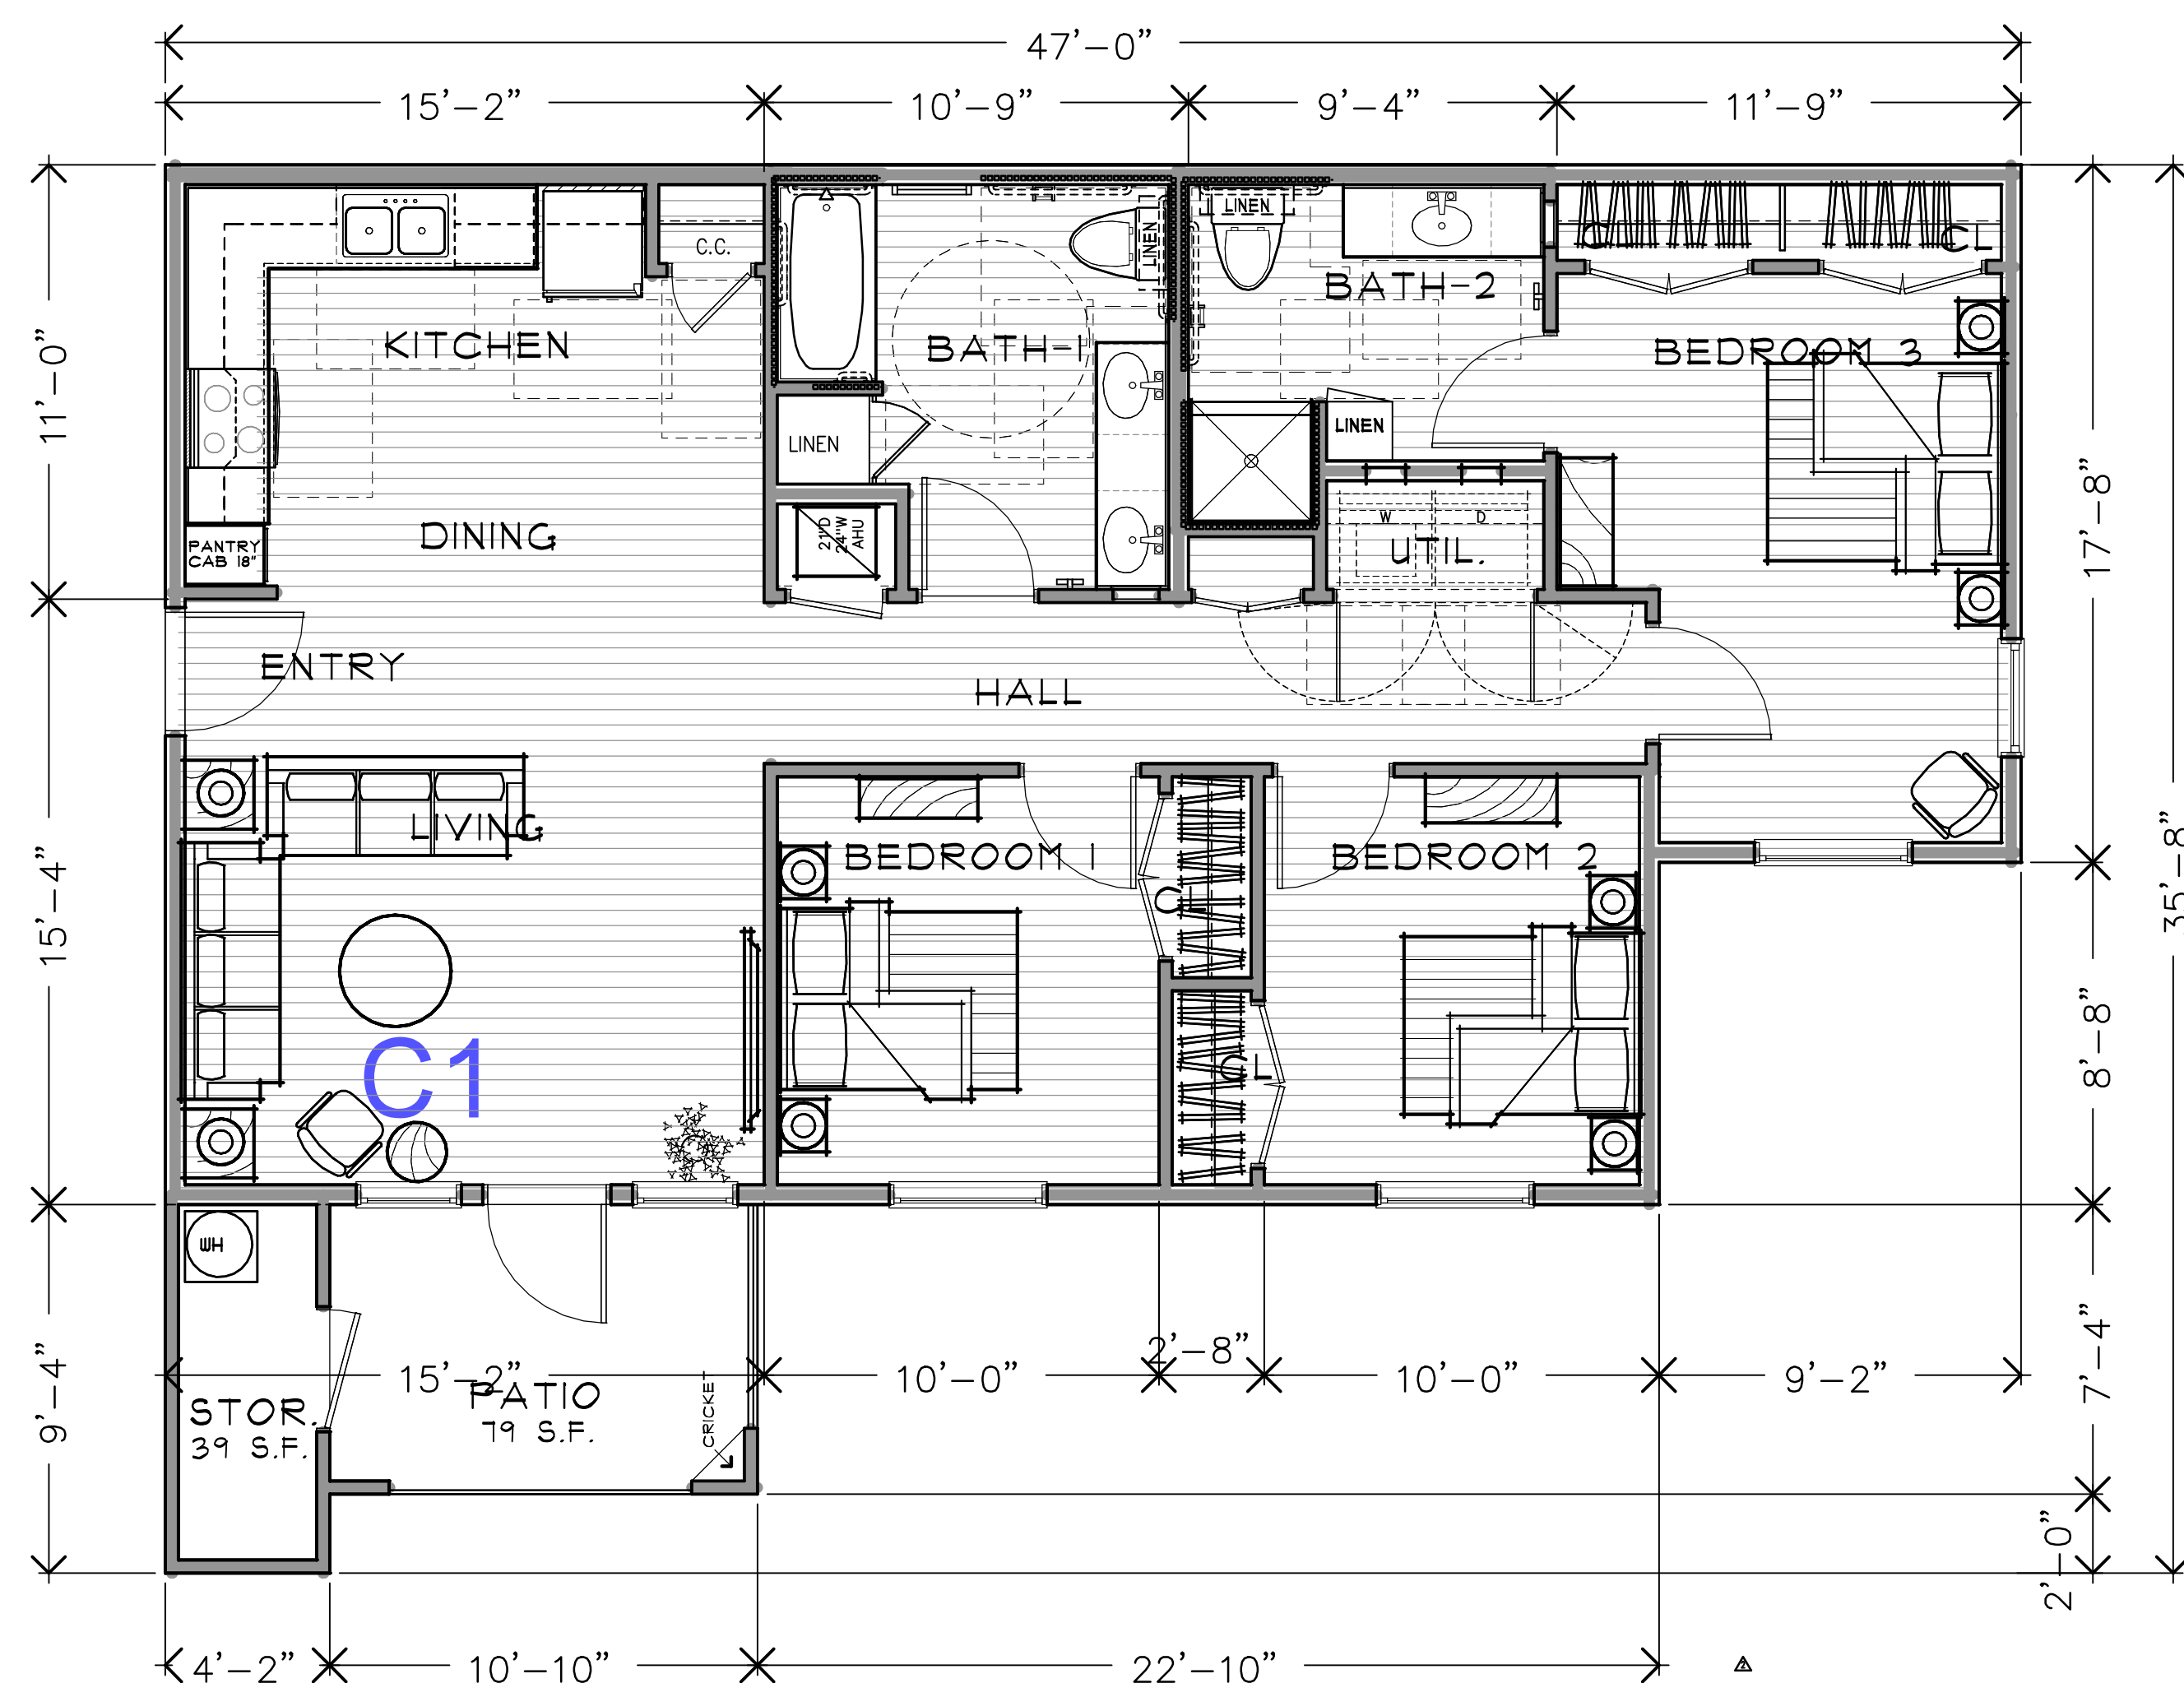 47'-0"
15'-2" 10'-9" 9'-4" 11'-9"
C.C.
LINEN
LINEN
CL
CL
KITCHEN
BATH-1
BATH-2
BEDROOM 3
11'-0"
LINEN
LINEN
17'-8"
DINING
PANTRY
CAB 18"
21"D
24"W
AHU
W D
UTIL.
ENTRY
HALL
35'-8"
LIVING
BEDROOM 1
BEDROOM 2
15'-4"
CL
CL
8'-8"
C1
WH
2'-8"
15'-2" 10'-0" 10'-0" 9'-2"
7'-4"
9'-4"
STOR.
39 S.F.
PATIO
79 S.F.
CRICKET
2'-0"
4'-2" 10'-10" 22'-10"